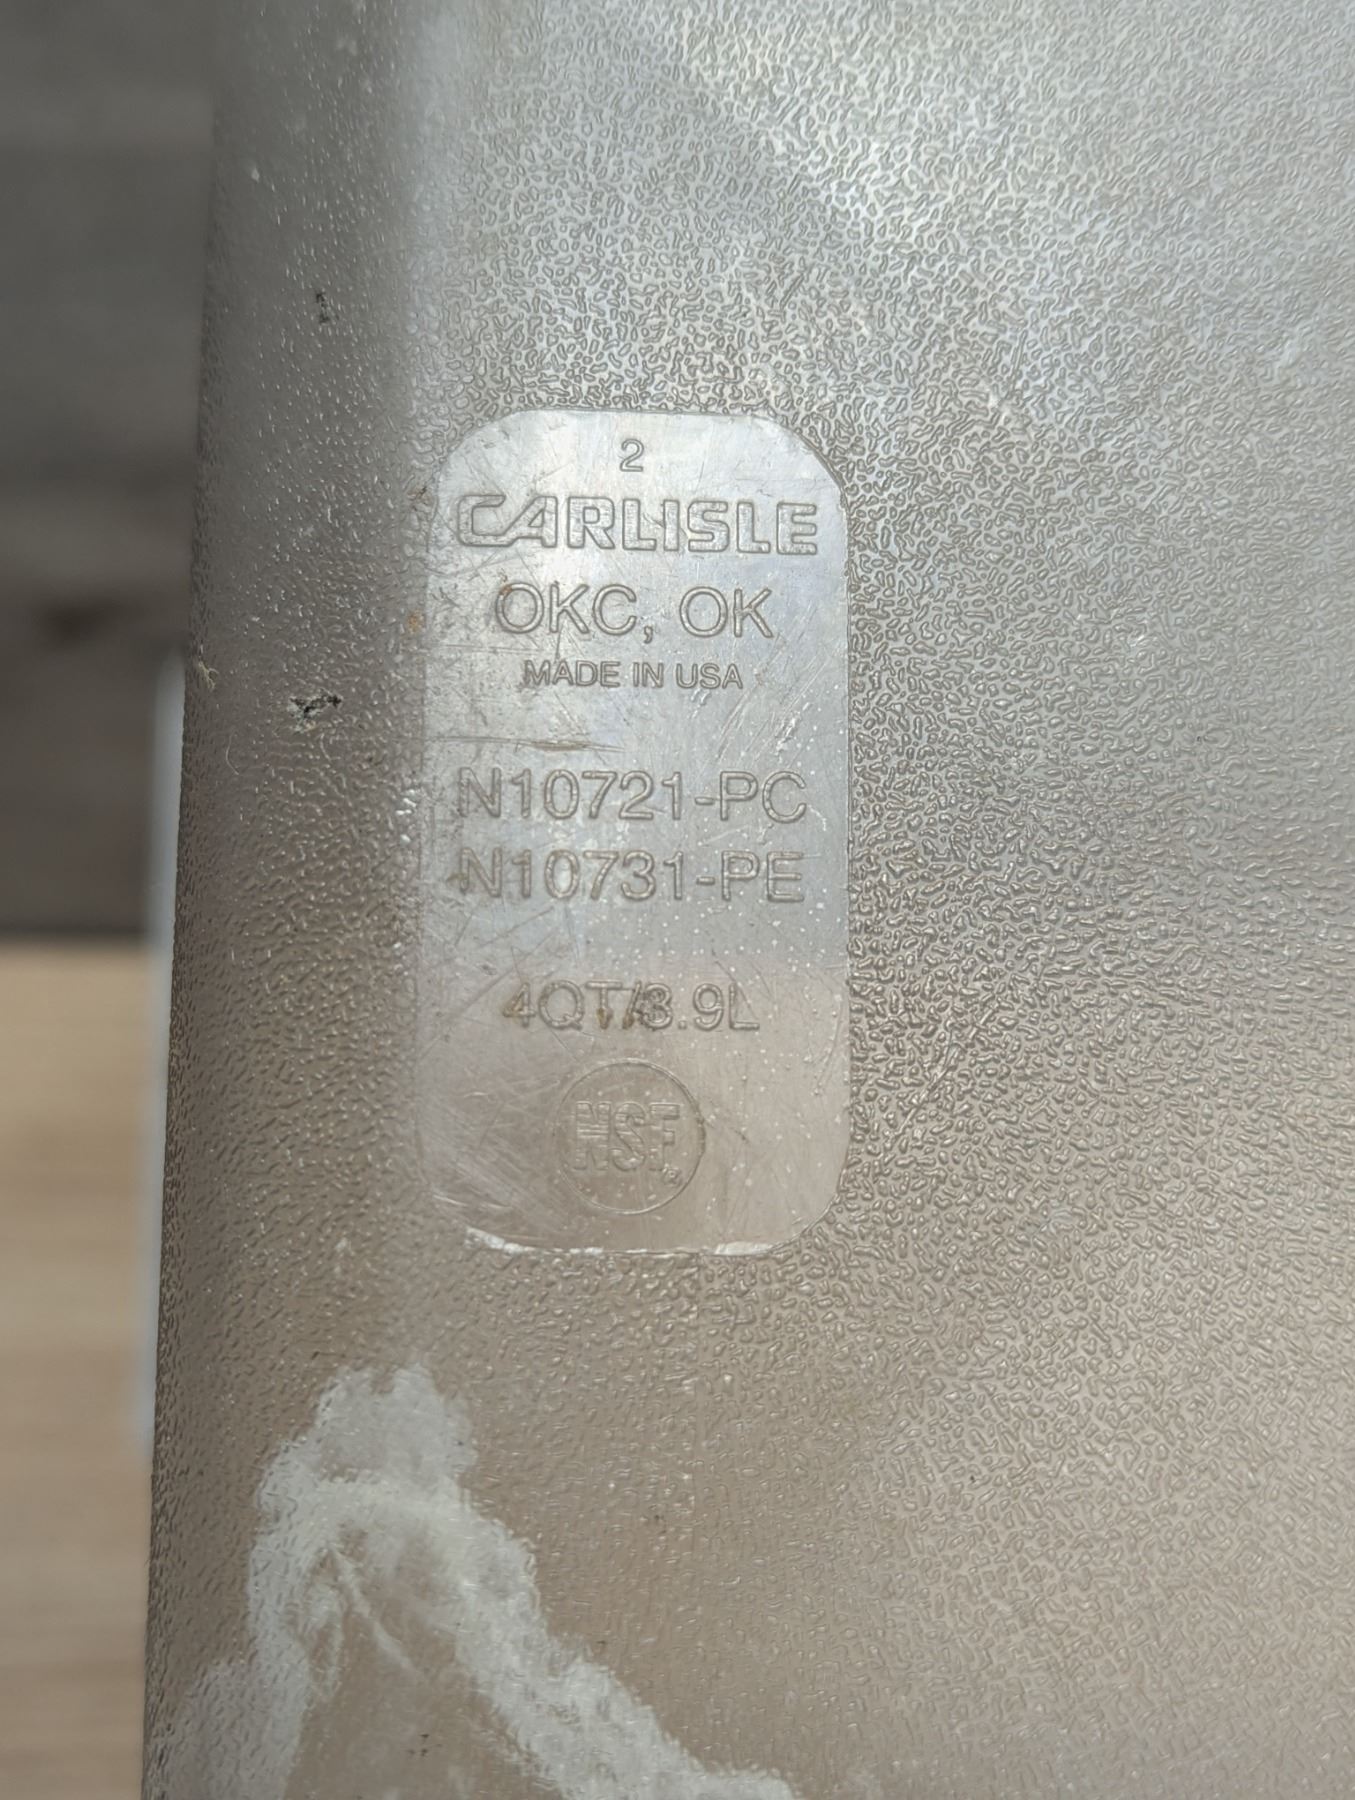 2
CARLISLE
OKC, OK
MADE IN USA
N10721-PC
N10731-PE
4QT/3.9L
NSF